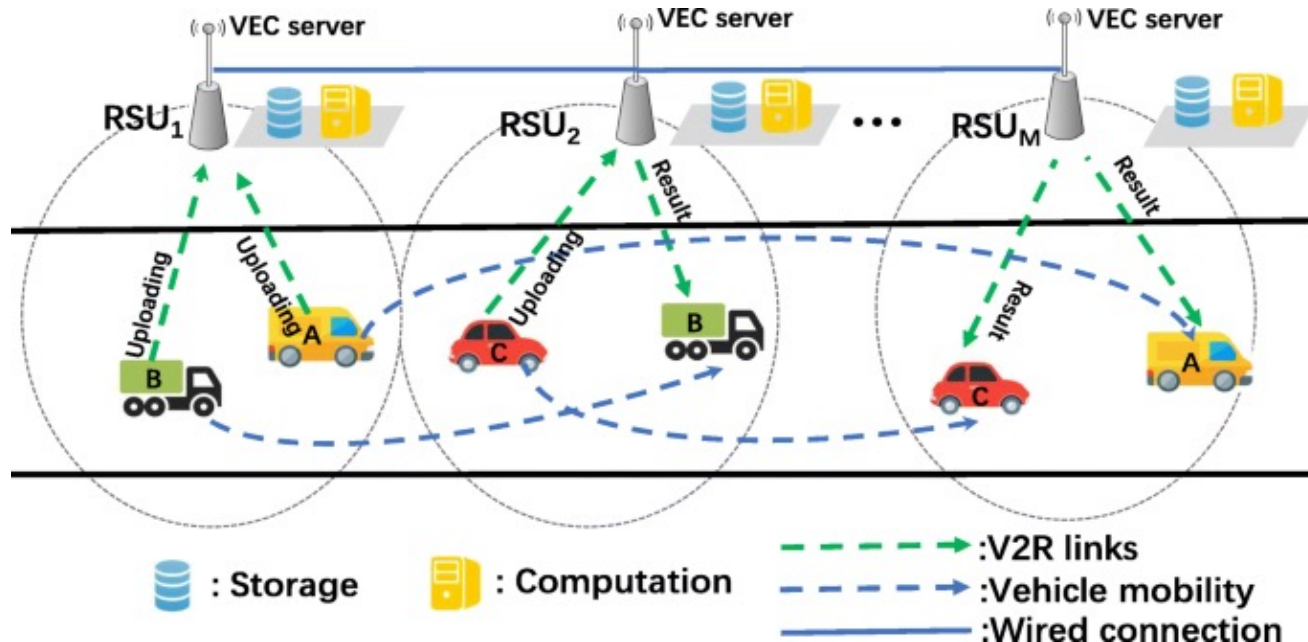 VEC server
VEC server
VEC server
RSU₁
RSU₂
...
RSU_M
Uploading
Uploading
Uploading
Result
Result
Result
A
B
C
B
C
A
: Storage
: Computation
:V2R links
:Vehicle mobility
:Wired connection